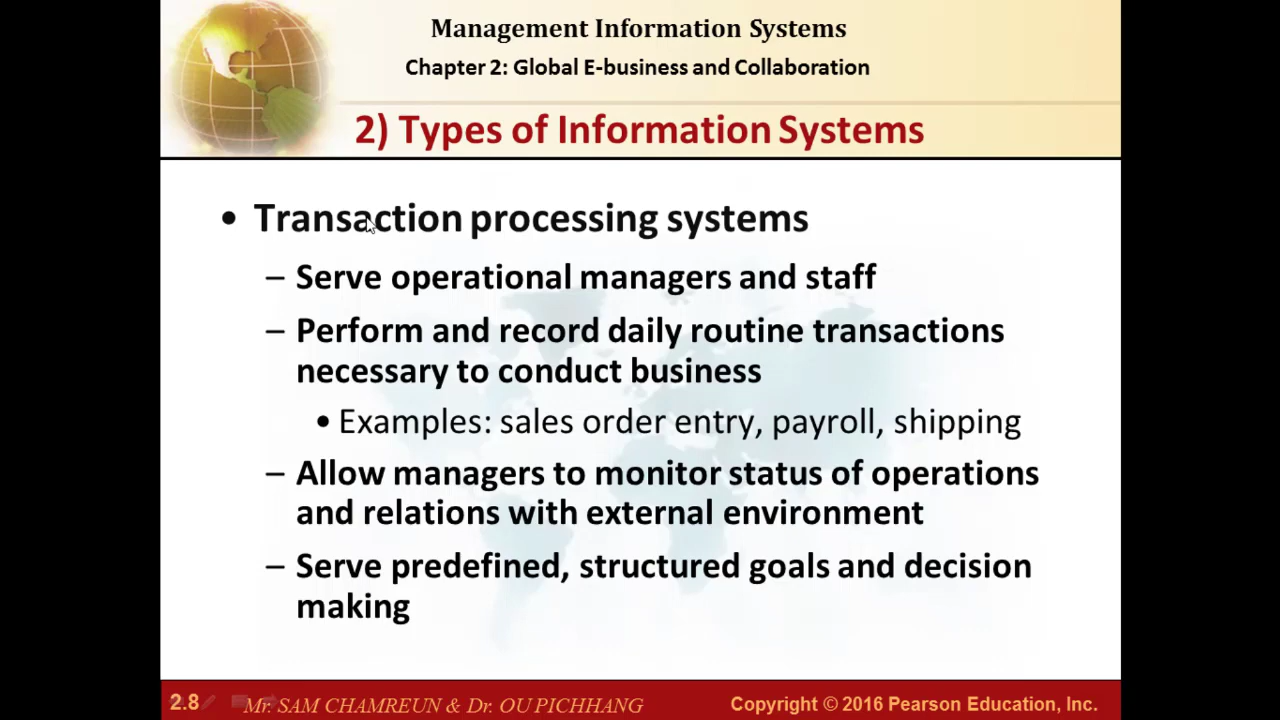 Management Information Systems
Chapter 2: Global E-business and Collaboration
2) Types of Information Systems
• Transaction processing systems
– Serve operational managers and staff
– Perform and record daily routine transactions
necessary to conduct business
• Examples: sales order entry, payroll, shipping
– Allow managers to monitor status of operations
and relations with external environment
– Serve predefined, structured goals and decision
making
2.8 Mr. SAM CHAMREUN & Dr. OU PICHHANG Copyright © 2016 Pearson Education, Inc.